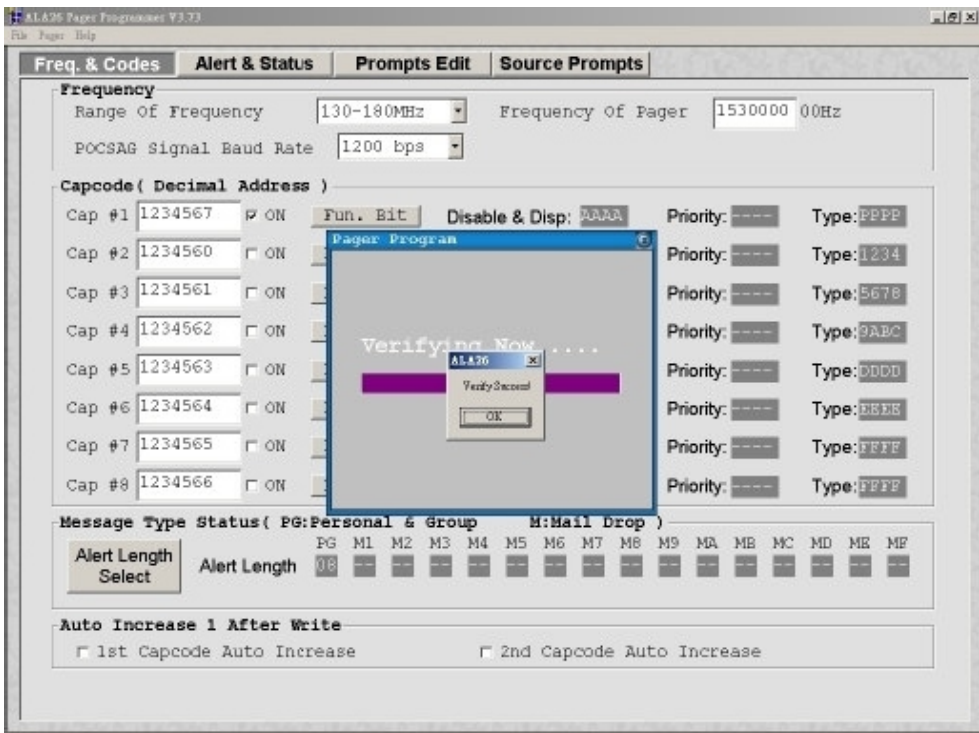 ALA26 Pager Programmer V3.73
File Pager Help
Freq. & Codes Alert & Status Prompts Edit Source Prompts
Frequency
Range Of Frequency 130-180MHz Frequency Of Pager 1530000 00Hz
POCSAG Signal Baud Rate 1200 bps
Capcode( Decimal Address )
Cap #1 1234567 ON Fun. Bit Disable & Disp: AAAA Priority: ---- Type: PPPP
Pager Program
Cap #2 1234560 ON Priority: ---- Type: 1234
Cap #3 1234561 ON Priority: ---- Type: 5678
Cap #4 1234562 ON Priority: ---- Type: 9ABC
Verifying Now ....
ALA26
Cap #5 1234563 ON Priority: ---- Type: DDDD
Verify Success!
Cap #6 1234564 ON Priority: ---- Type: EEEE
OK
Cap #7 1234565 ON Priority: ---- Type: FFFF
Cap #8 1234566 ON Priority: ---- Type: FFFF
Message Type Status( PG:Personal & Group M:Mail Drop )
PG M1 M2 M3 M4 M5 M6 M7 M8 M9 MA MB MC MD ME MF
Alert Length Select
Alert Length 08 -- -- -- -- -- -- -- -- -- -- -- -- -- -- --
Auto Increase 1 After Write
1st Capcode Auto Increase 2nd Capcode Auto Increase